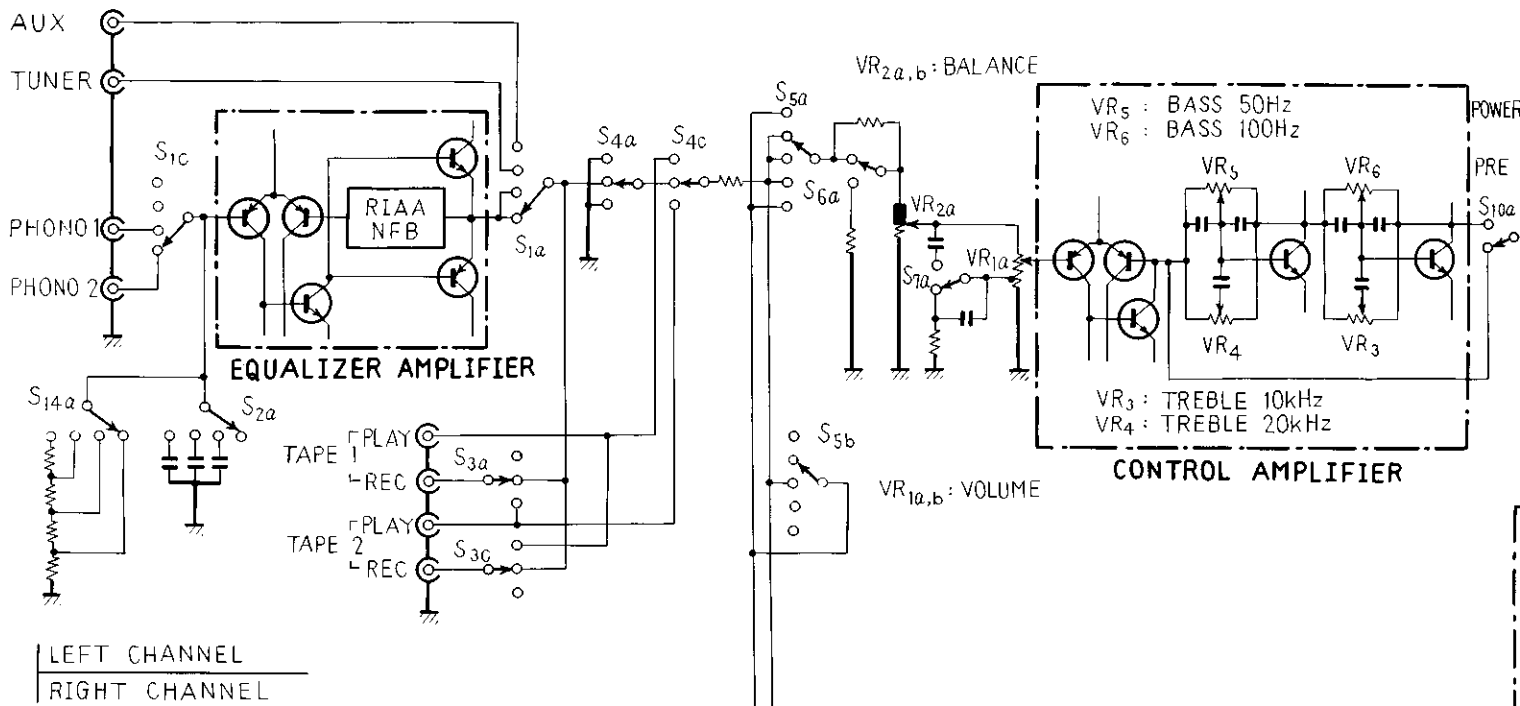 AUX
TUNER
PHONO 1
PHONO 2
S1c
RIAA
NFB
EQUALIZER AMPLIFIER
S1a
S14a
S2a
S4a
S4c
TAPE 1
PLAY
REC
S3a
TAPE 2
PLAY
REC
S3c
VR2a,b : BALANCE
S5a
S6a
VR2a
VR1a
S7a
S5b
VR1a,b : VOLUME
VR5 : BASS 50Hz
VR6 : BASS 100Hz
VR5
VR6
VR4
VR3
VR3 : TREBLE 10kHz
VR4 : TREBLE 20kHz
CONTROL AMPLIFIER
POWER
PRE
S10a
LEFT CHANNEL
RIGHT CHANNEL